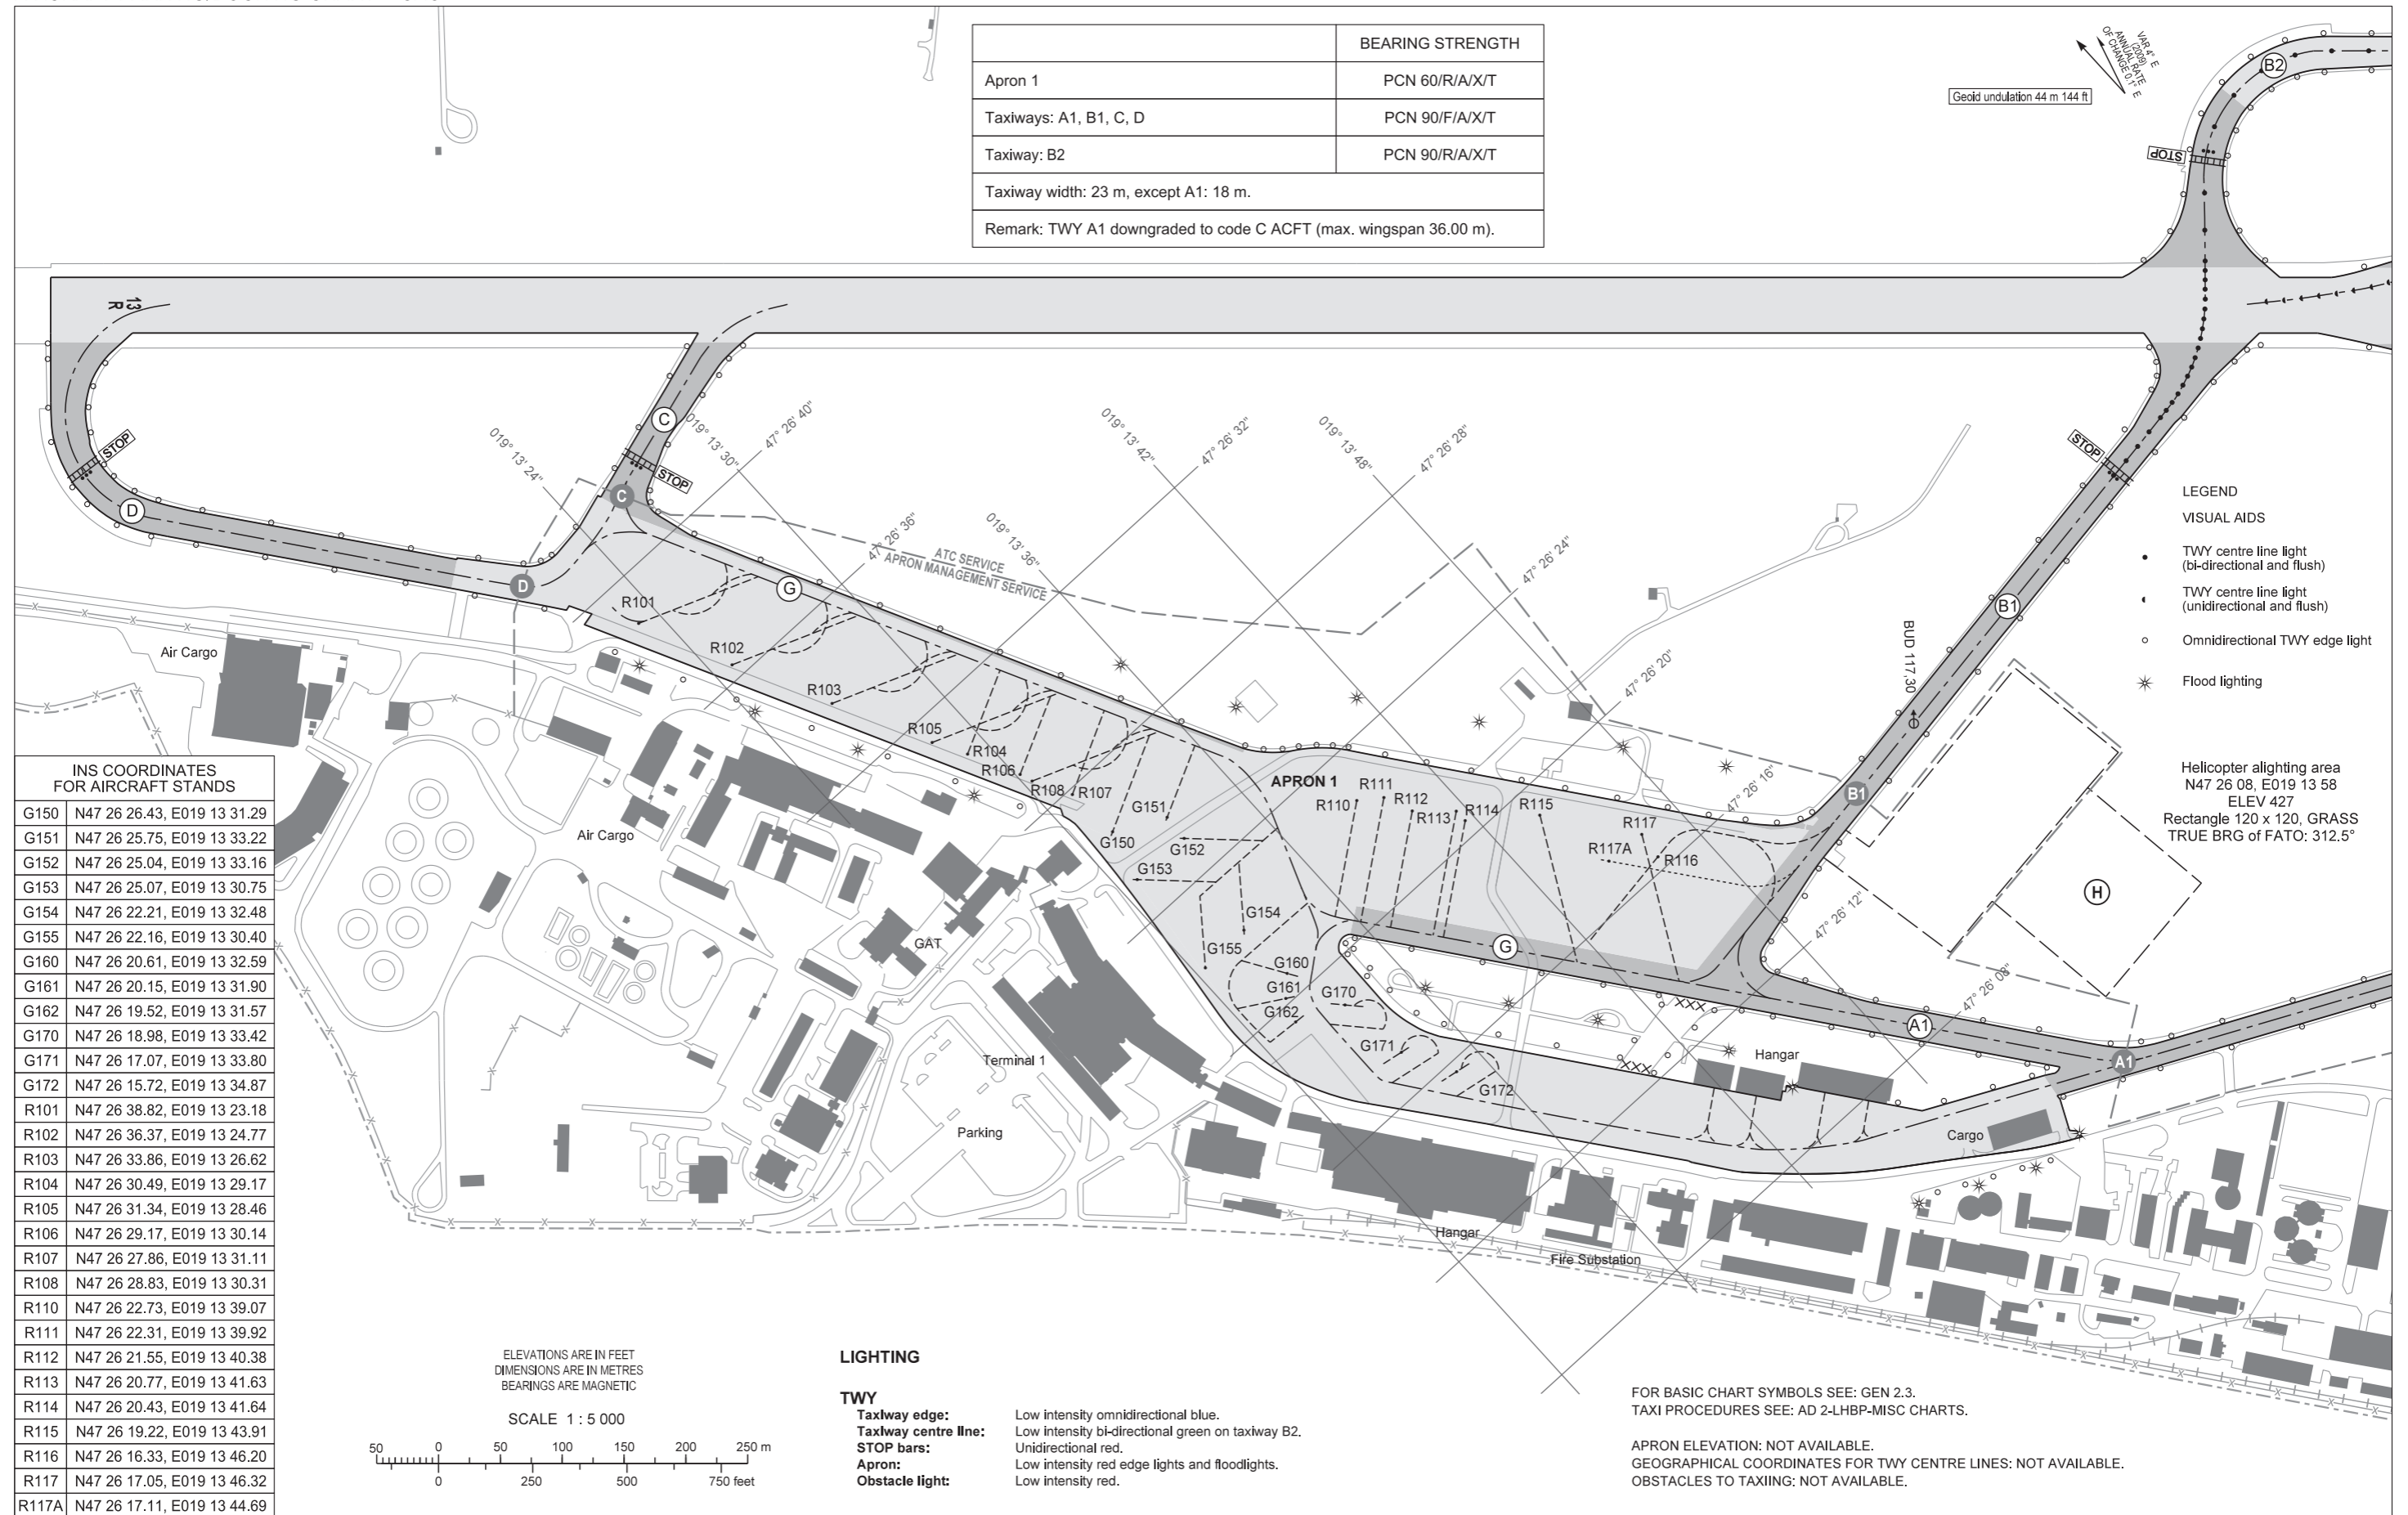 BEARING STRENGTH
Apron 1 PCN 60/R/A/X/T
Taxiways: A1, B1, C, D PCN 90/F/A/X/T
Taxiway: B2 PCN 90/R/A/X/T
Taxiway width: 23 m, except A1: 18 m.
Remark: TWY A1 downgraded to code C ACFT (max. wingspan 36.00 m).
VAR 4° E
(2009)
ANNUAL RATE
OF CHANGE 0.1° E
Geoid undulation 44 m 144 ft
B2
STOP
13
R
C
STOP
C
D
STOP
D
G
B1
STOP
B1
BUD 117,30
019° 13' 24"
019° 13' 30"
47° 26' 40"
47° 26' 36"
019° 13' 36"
47° 26' 32"
019° 13' 42"
47° 26' 28"
019° 13' 48"
47° 26' 24"
47° 26' 20"
47° 26' 16"
47° 26' 12"
47° 26' 08"
ATC SERVICE
APRON MANAGEMENT SERVICE
LEGEND
VISUAL AIDS
TWY centre line light
(bi-directional and flush)
TWY centre line light
(unidirectional and flush)
Omnidirectional TWY edge light
Flood lighting
Helicopter alighting area
N47 26 08, E019 13 58
ELEV 427
Rectangle 120 x 120, GRASS
TRUE BRG of FATO: 312.5°
H
R101
R102
R103
R105
R104
R106
R108
R107
G151
G150
G152
G153
G154
G155
G160
G161
G162
G170
G171
G172
APRON 1
R110
R111
R112
R113
R114
R115
R117
R117A
R116
G
A1
A1
Air Cargo
Air Cargo
GAT
Terminal 1
Parking
Hangar
Cargo
Hangar
Fire Substation
INS COORDINATES
FOR AIRCRAFT STANDS
G150 N47 26 26.43, E019 13 31.29
G151 N47 26 25.75, E019 13 33.22
G152 N47 26 25.04, E019 13 33.16
G153 N47 26 25.07, E019 13 30.75
G154 N47 26 22.21, E019 13 32.48
G155 N47 26 22.16, E019 13 30.40
G160 N47 26 20.61, E019 13 32.59
G161 N47 26 20.15, E019 13 31.90
G162 N47 26 19.52, E019 13 31.57
G170 N47 26 18.98, E019 13 33.42
G171 N47 26 17.07, E019 13 33.80
G172 N47 26 15.72, E019 13 34.87
R101 N47 26 38.82, E019 13 23.18
R102 N47 26 36.37, E019 13 24.77
R103 N47 26 33.86, E019 13 26.62
R104 N47 26 30.49, E019 13 29.17
R105 N47 26 31.34, E019 13 28.46
R106 N47 26 29.17, E019 13 30.14
R107 N47 26 27.86, E019 13 31.11
R108 N47 26 28.83, E019 13 30.31
R110 N47 26 22.73, E019 13 39.07
R111 N47 26 22.31, E019 13 39.92
R112 N47 26 21.55, E019 13 40.38
R113 N47 26 20.77, E019 13 41.63
R114 N47 26 20.43, E019 13 41.64
R115 N47 26 19.22, E019 13 43.91
R116 N47 26 16.33, E019 13 46.20
R117 N47 26 17.05, E019 13 46.32
R117A N47 26 17.11, E019 13 44.69
ELEVATIONS ARE IN FEET
DIMENSIONS ARE IN METRES
BEARINGS ARE MAGNETIC
SCALE 1 : 5 000
50 0 50 100 150 200 250 m
0 250 500 750 feet
LIGHTING
TWY
Taxiway edge: Low intensity omnidirectional blue.
Taxiway centre line: Low intensity bi-directional green on taxiway B2.
STOP bars: Unidirectional red.
Apron: Low intensity red edge lights and floodlights.
Obstacle light: Low intensity red.
FOR BASIC CHART SYMBOLS SEE: GEN 2.3.
TAXI PROCEDURES SEE: AD 2-LHBP-MISC CHARTS.
APRON ELEVATION: NOT AVAILABLE.
GEOGRAPHICAL COORDINATES FOR TWY CENTRE LINES: NOT AVAILABLE.
OBSTACLES TO TAXIING: NOT AVAILABLE.